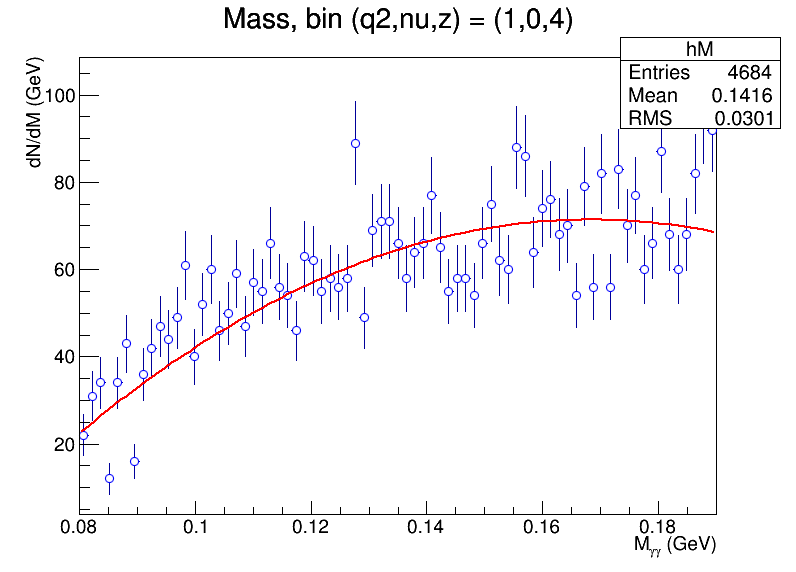 Mass, bin (q2,nu,z) = (1,0,4)
hM
Entries 4684
Mean 0.1416
RMS 0.0301
dN/dM (GeV)
100
80
60
40
20
0.08 0.1 0.12 0.14 0.16 0.18
Mγγ (GeV)